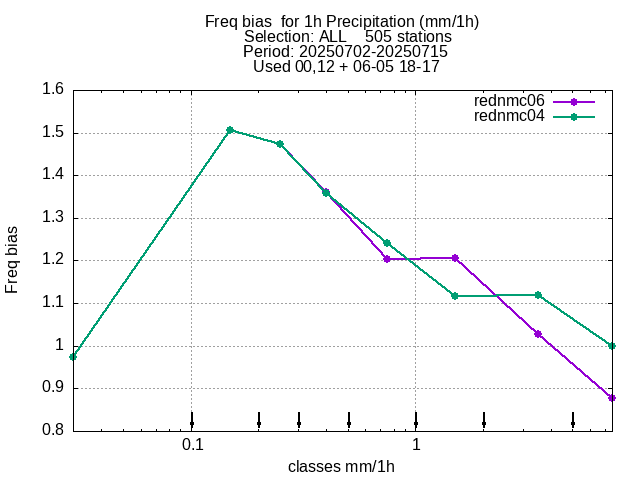 Freq bias  for 1h Precipitation (mm/1h)
Selection: ALL    505 stations
Period: 20250702-20250715
Used 00,12 + 06-05 18-17
rednmc06
rednmc04
1.6
1.5
1.4
1.3
1.2
1.1
1
0.9
0.8
Freq bias
0.1
1
classes mm/1h